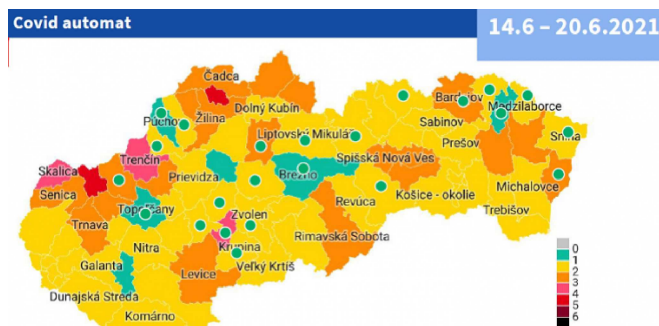 Covid automat
14.6 – 20.6.2021
Čadca
Dolný Kubín
Púchov
Žilina
Bardejov
Medzilaborce
Liptovský Mikuláš
Sabinov
Snina
Trenčín
Skalica
Prešov
Spišská Nová Ves
Prievidza
Brezno
Senica
Michalovce
Košice - okolie
Revúca
Topoľčany
Zvolen
Trebišov
Trnava
Krupina
Rimavská Sobota
Nitra
Galanta
Levice
Veľký Krtíš
Dunajská Streda
Komárno
0
1
2
3
4
5
6